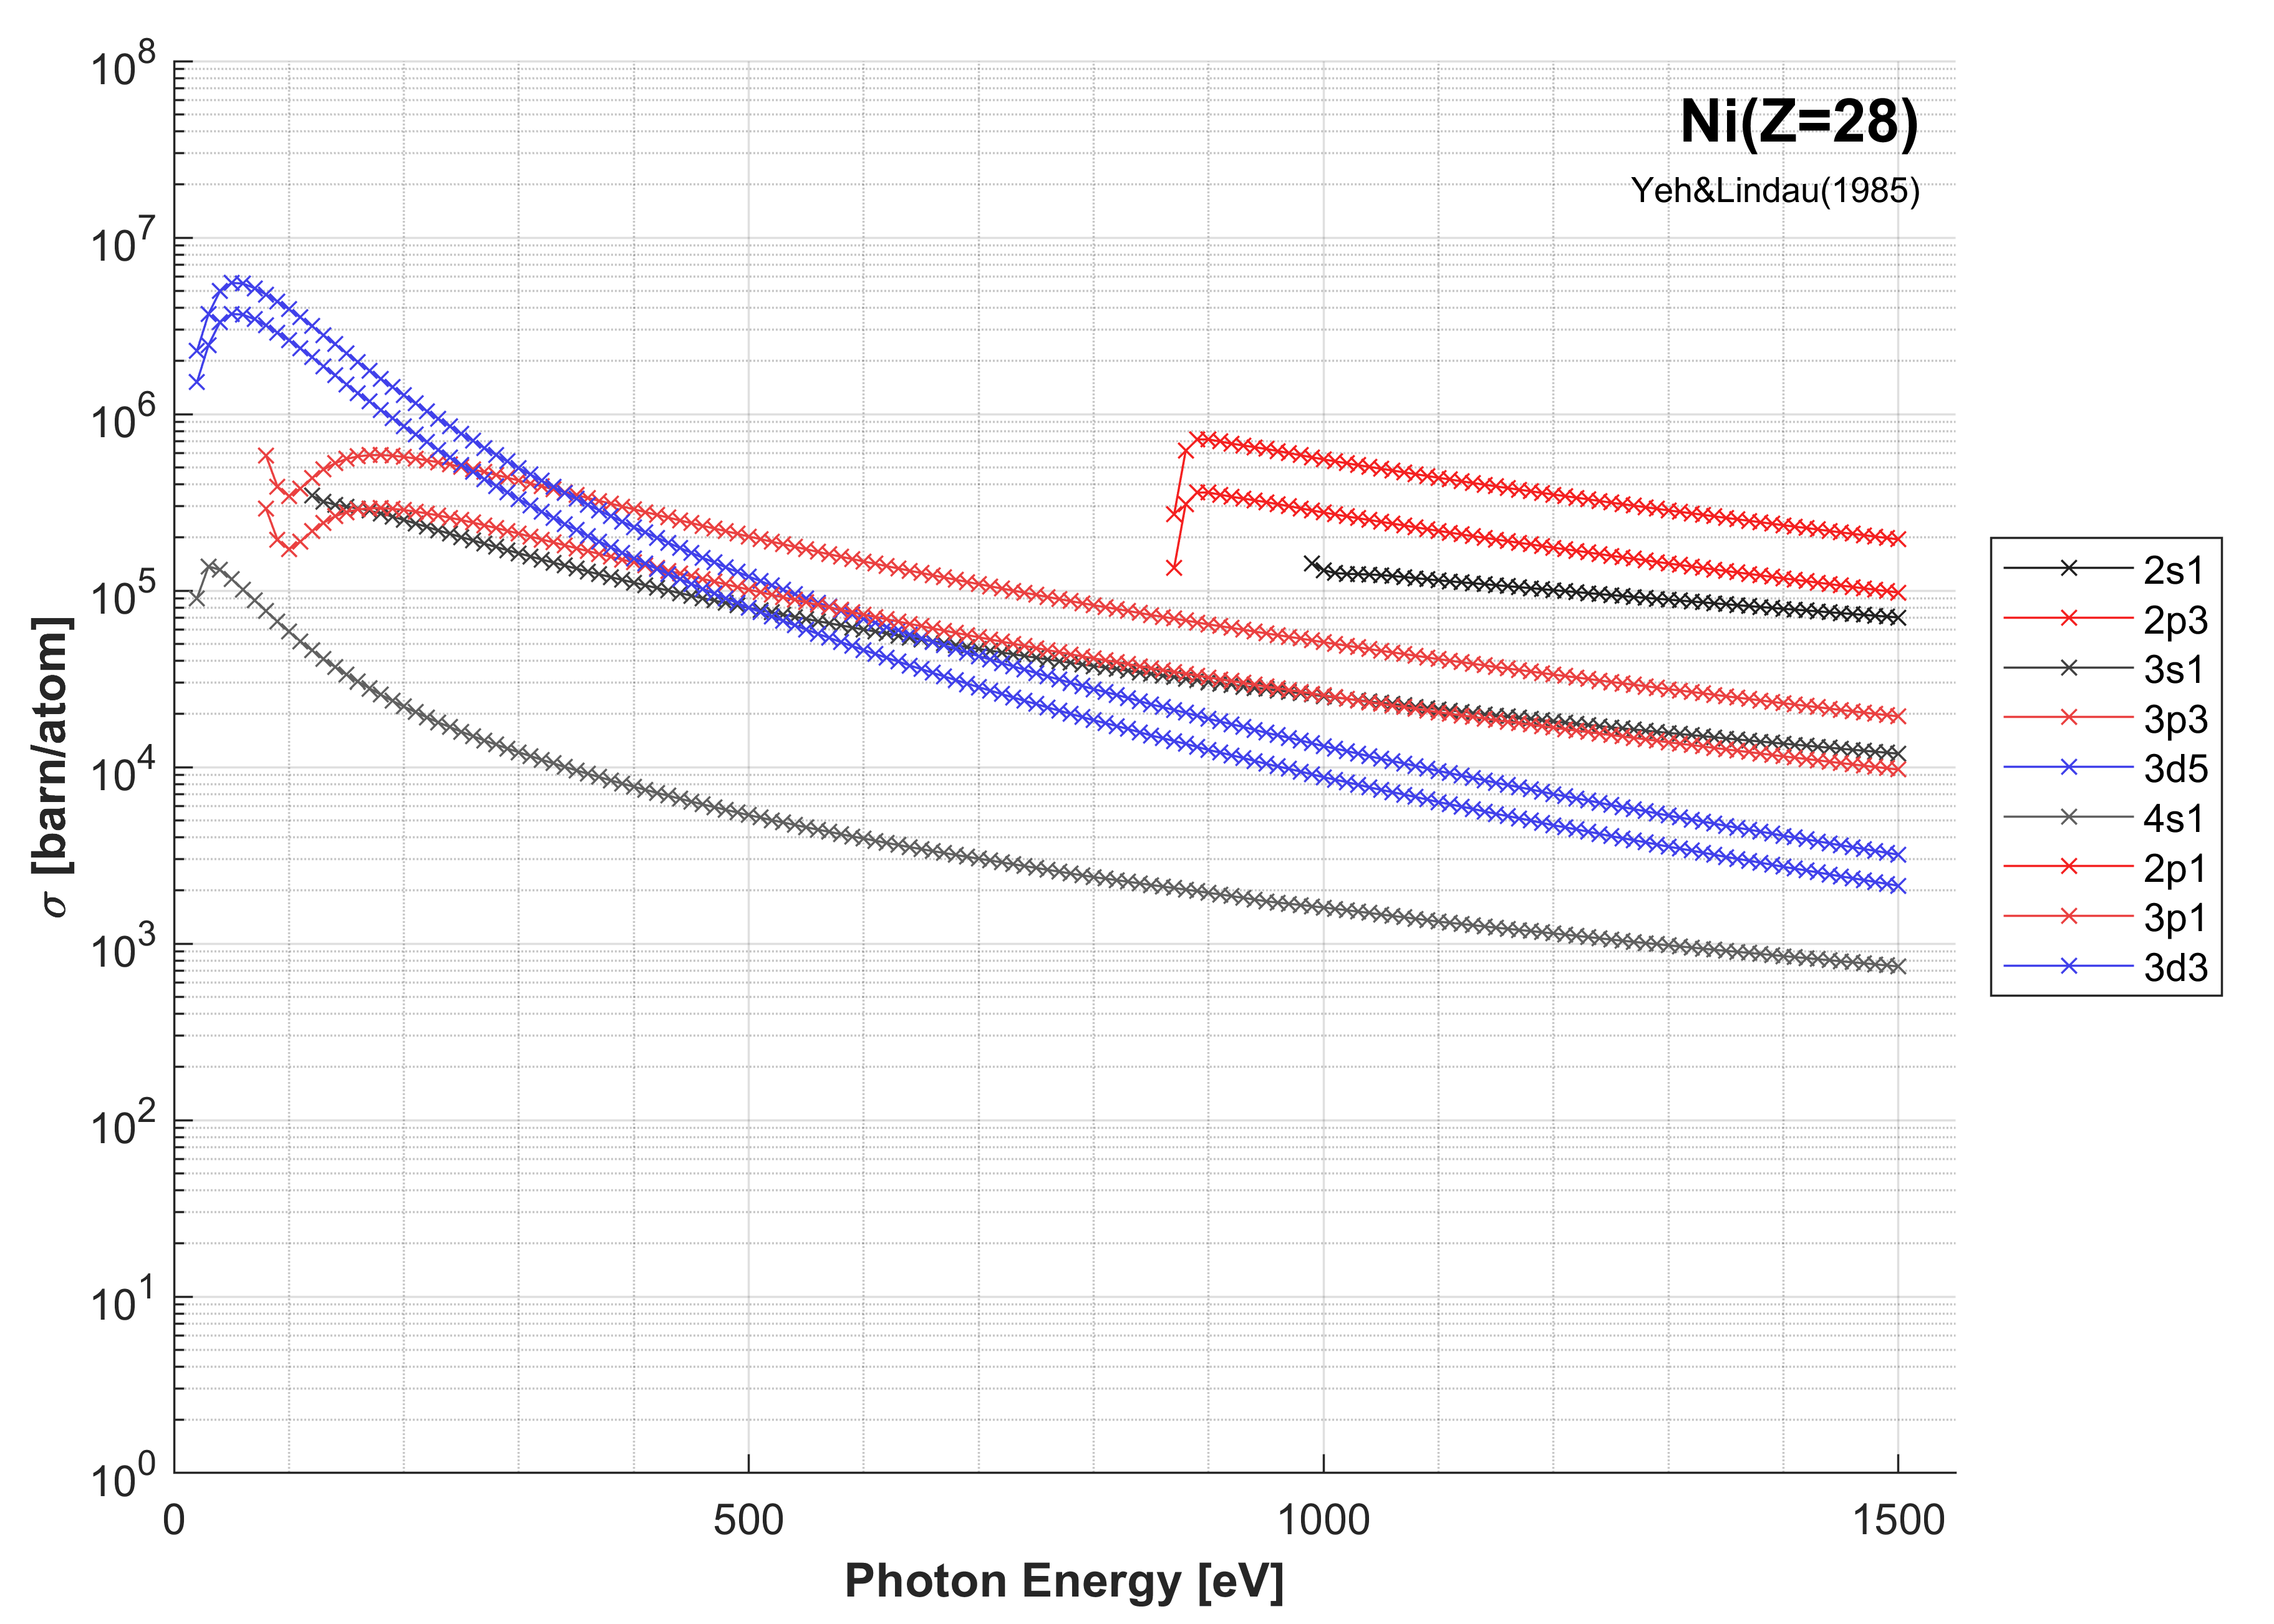 Ni(Z=28)
Yeh&Lindau(1985)
10^8
10^7
10^6
10^5
10^4
10^3
10^2
10^1
10^0
σ [barn/atom]
0 500 1000 1500
Photon Energy [eV]
2s1
2p3
3s1
3p3
3d5
4s1
2p1
3p1
3d3